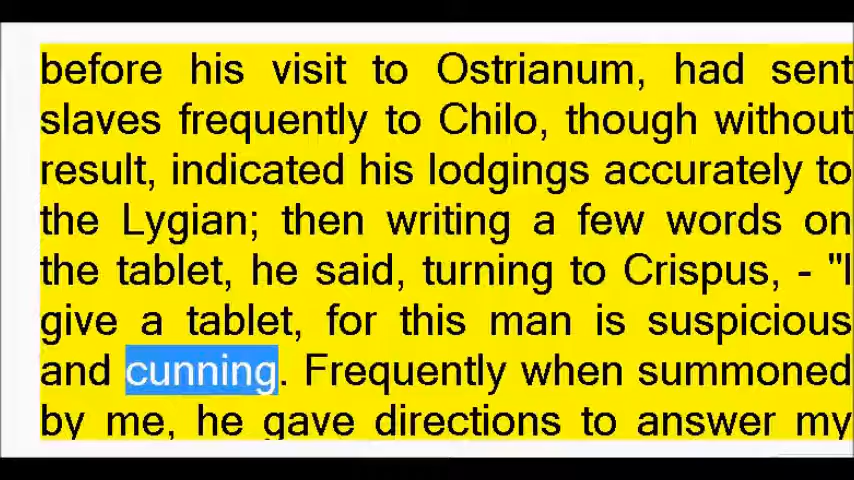 before his visit to Ostrianum, had sent
slaves frequently to Chilo, though without
result, indicated his lodgings accurately to
the Lygian; then writing a few words on
the tablet, he said, turning to Crispus, - "I
give a tablet, for this man is suspicious
and cunning. Frequently when summoned
by me, he gave directions to answer my